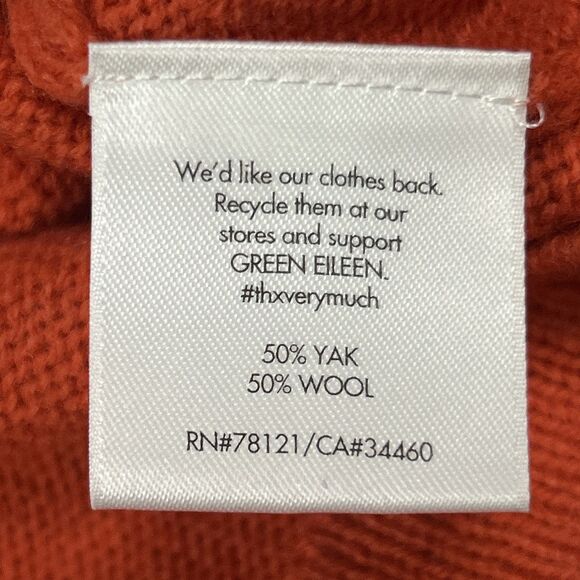 We'd like our clothes back.
Recycle them at our
stores and support
GREEN EILEEN.
#thxverymuch
50% YAK
50% WOOL
RN#78121/CA#34460